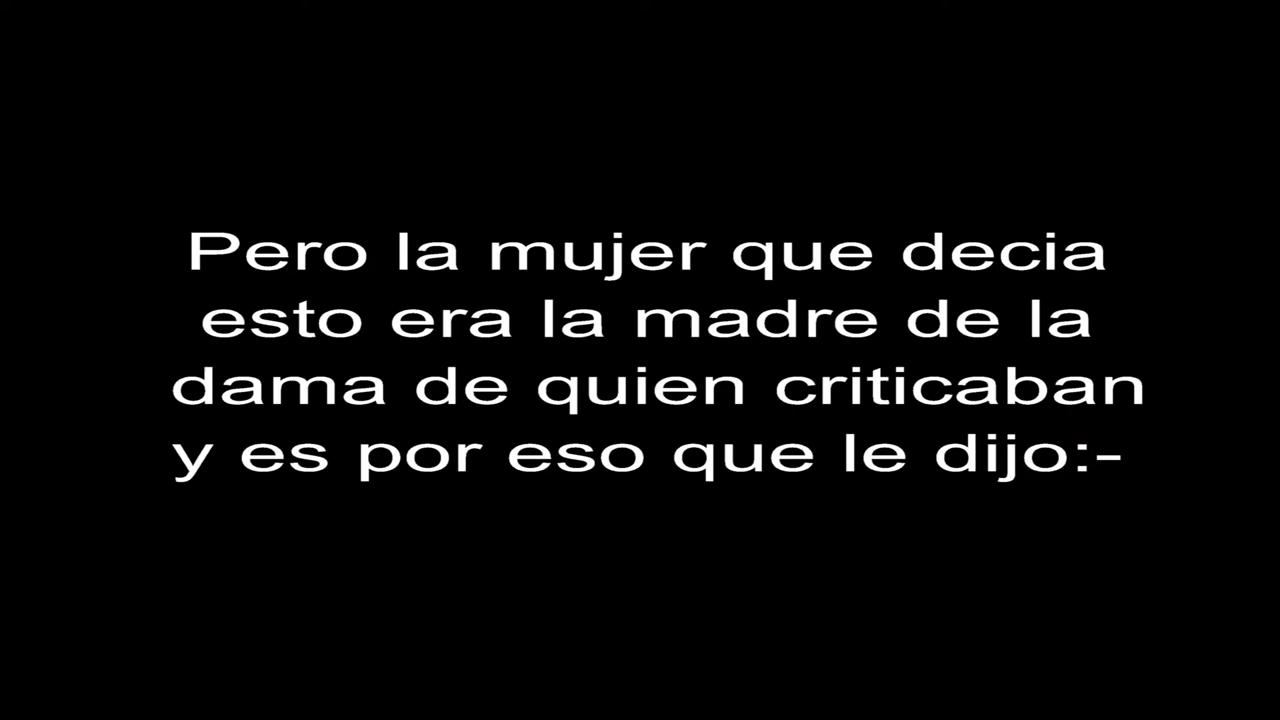 Pero la mujer que decia
esto era la madre de la
dama de quien criticaban
y es por eso que le dijo:-